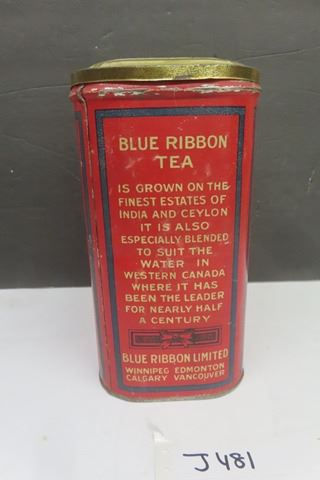 BLUE RIBBON
TEA
IS GROWN ON THE
FINEST ESTATES OF
INDIA AND CEYLON
IT IS ALSO
ESPECIALLY BLENDED
TO SUIT THE
WATER IN
WESTERN CANADA
WHERE IT HAS
BEEN THE LEADER
FOR NEARLY HALF
A CENTURY
BLUE RIBBON LIMITED
WINNIPEG EDMONTON
CALGARY VANCOUVER
J481